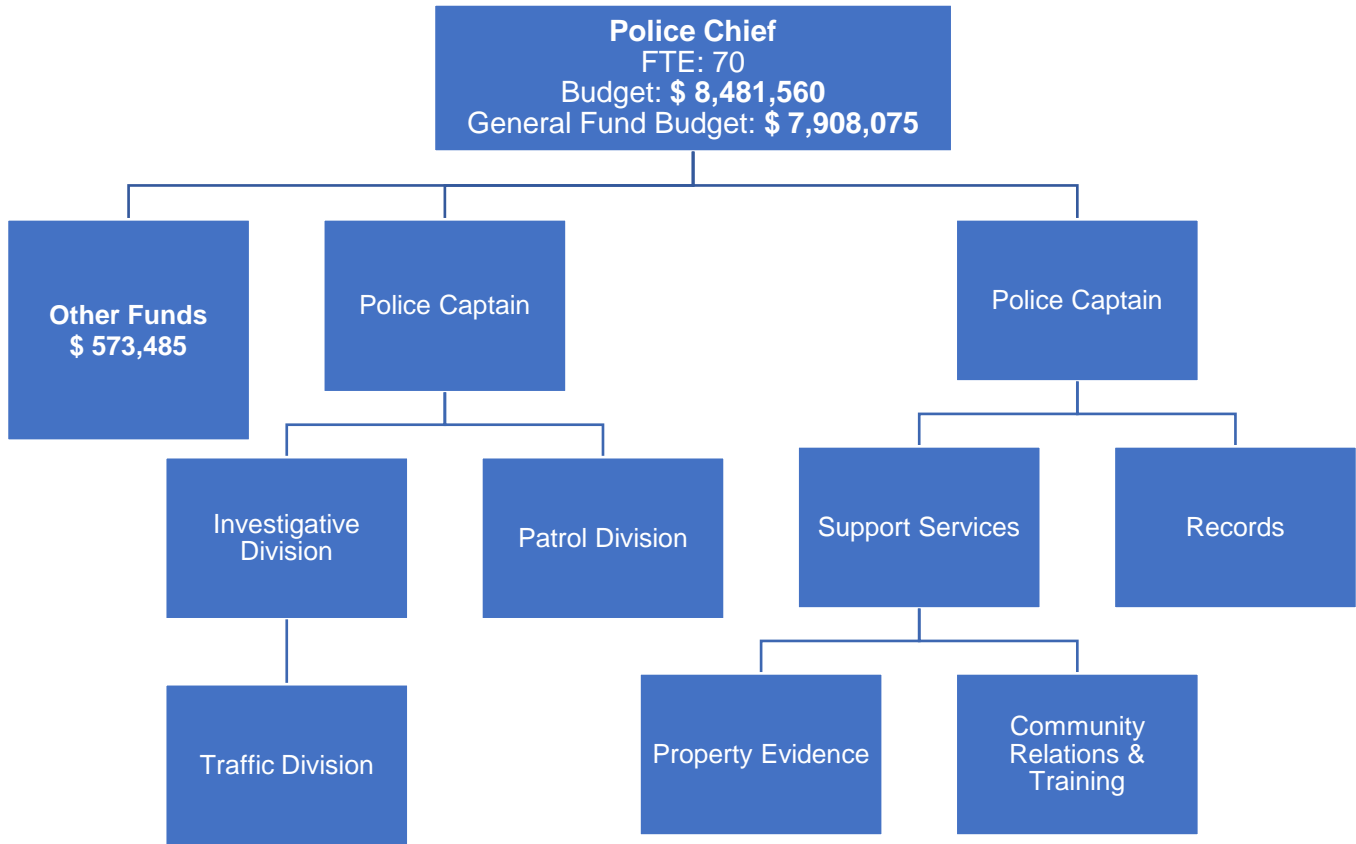 Police Chief
FTE: 70
Budget: $ 8,481,560
General Fund Budget: $ 7,908,075
Other Funds
$ 573,485
Police Captain
Police Captain
Investigative
Division
Patrol Division
Support Services
Records
Traffic Division
Property Evidence
Community
Relations &
Training